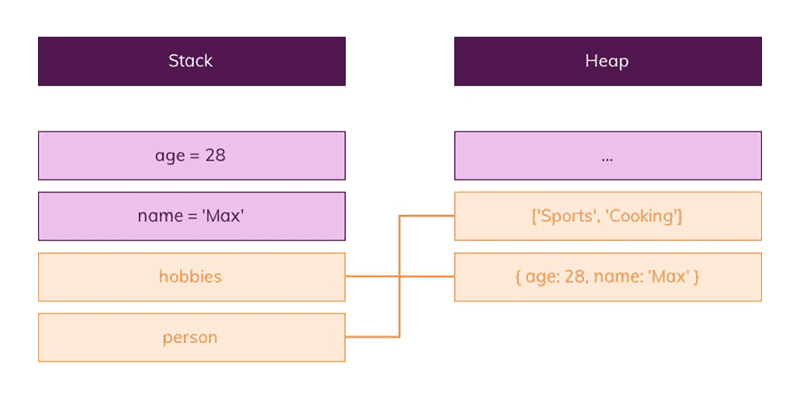 Stack
Heap
age = 28
...
name = 'Max'
['Sports', 'Cooking']
hobbies
{ age: 28, name: 'Max' }
person